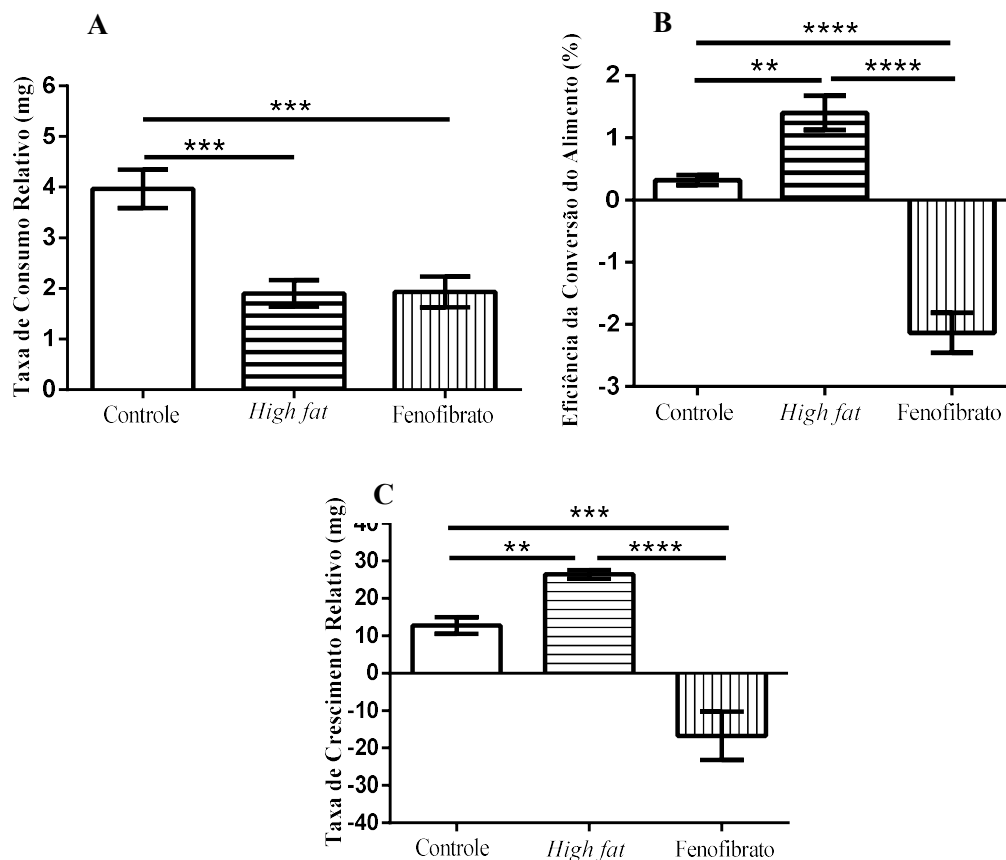 A
Taxa de Consumo Relativo (mg)
6
5
4
3
2
1
0
***
***
Controle
High fat
Fenofibrato
B
Eficiência da Conversão do Alimento (%)
2
1
0
-1
-2
-3
****
**
****
Controle
High fat
Fenofibrato
C
Taxa de Crescimento Relativo (mg)
40
30
20
10
0
-10
-20
-30
-40
***
**
****
Controle
High fat
Fenofibrato